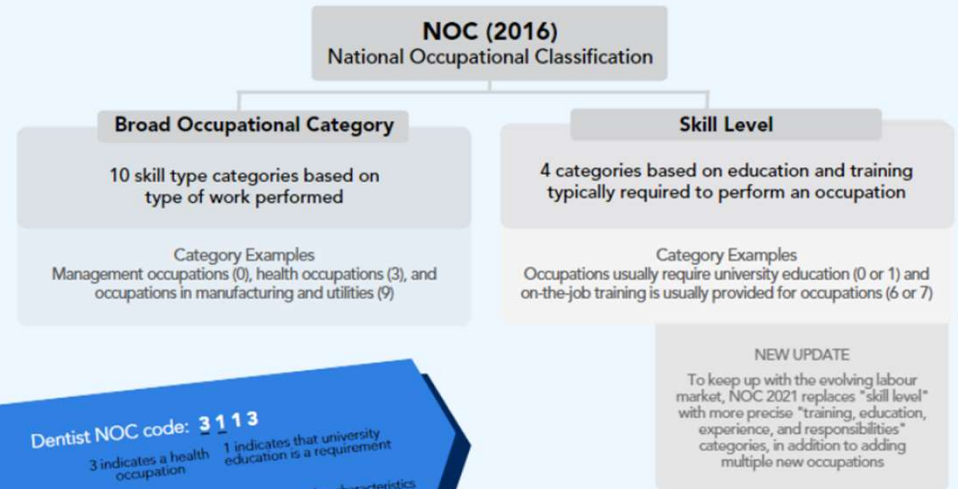 NOC (2016)
National Occupational Classification
Broad Occupational Category
10 skill type categories based on
type of work performed
Category Examples
Management occupations (0), health occupations (3), and
occupations in manufacturing and utilities (9)
Skill Level
4 categories based on education and training
typically required to perform an occupation
Category Examples
Occupations usually require university education (0 or 1) and
on-the-job training is usually provided for occupations (6 or 7)
NEW UPDATE
To keep up with the evolving labour
market, NOC 2021 replaces "skill level"
with more precise "training, education,
experience, and responsibilities"
categories, in addition to adding
multiple new occupations
Dentist NOC code: 3 1 1 3
3 indicates a health
occupation
1 indicates that university
education is a requirement
characteristics